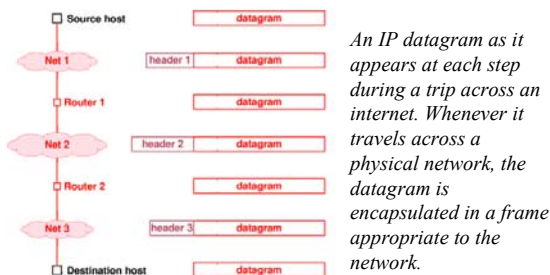 Source host
datagram
Net 1
header 1
datagram
Router 1
datagram
Net 2
header 2
datagram
Router 2
datagram
Net 3
header 3
datagram
Destination host
datagram
An IP datagram as it
appears at each step
during a trip across an
internet. Whenever it
travels across a
physical network, the
datagram is
encapsulated in a frame
appropriate to the
network.